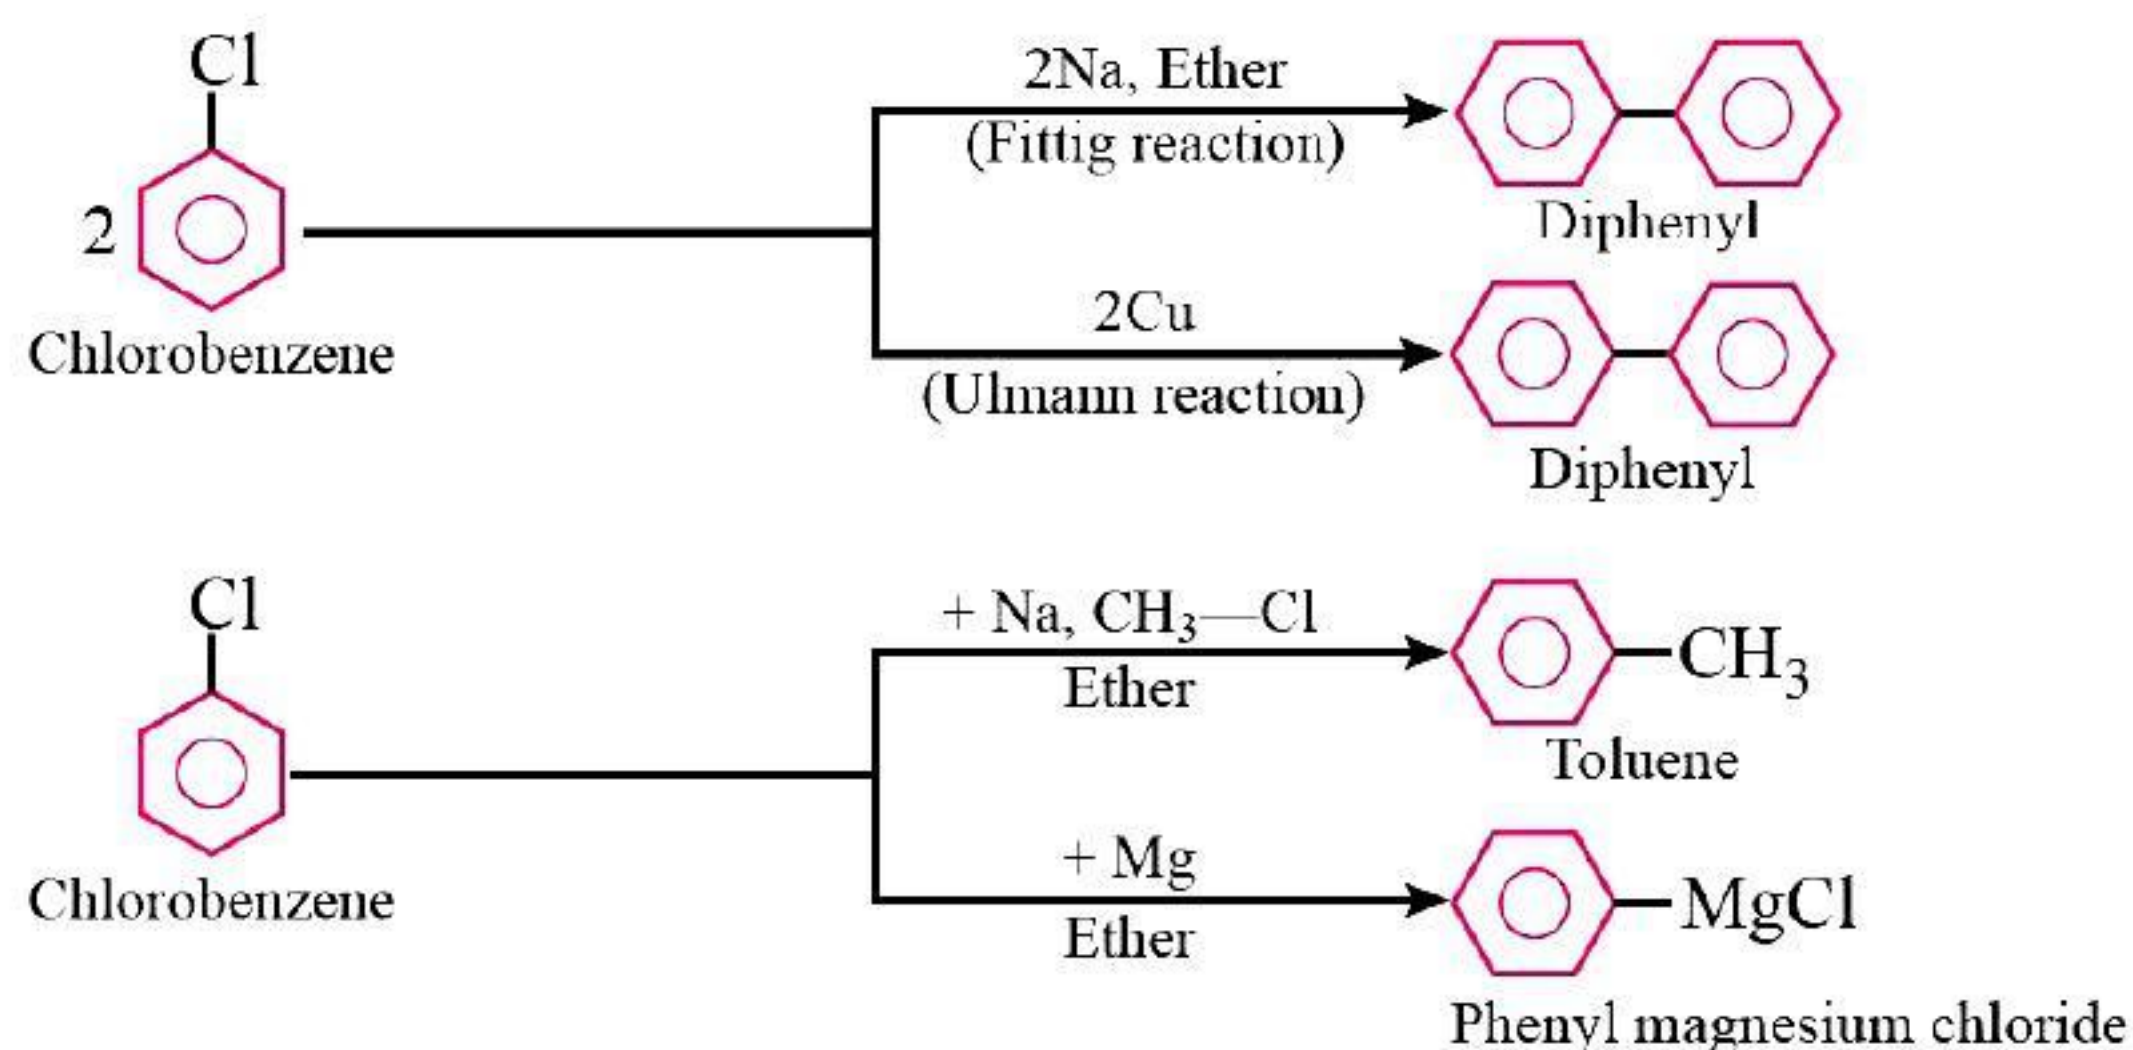 Cl
2Na, Ether
(Fittig reaction)
2
Diphenyl
Chlorobenzene
2Cu
(Ulmann reaction)
Diphenyl
Cl
+ Na, CH₃—Cl
Ether
CH₃
Toluene
Chlorobenzene
+ Mg
Ether
MgCl
Phenyl magnesium chloride